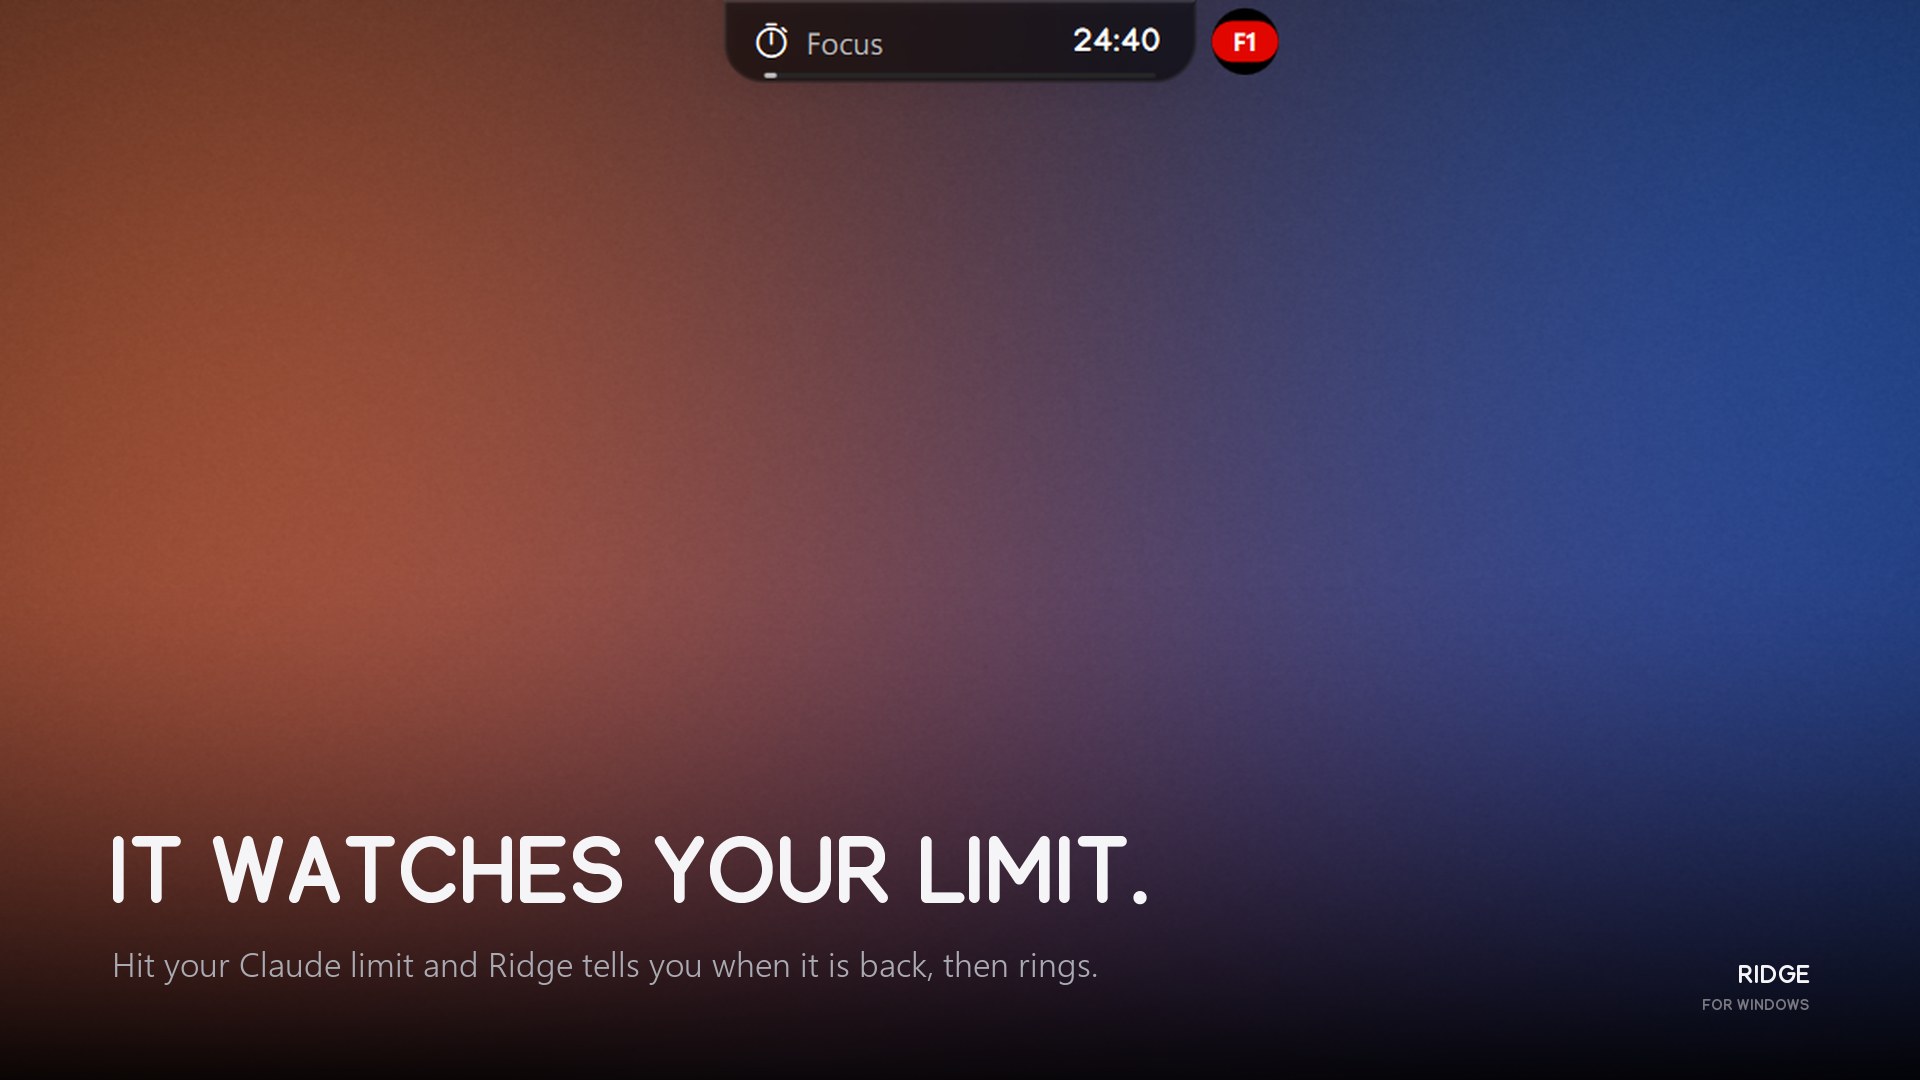 Focus 24:40 F1
IT WATCHES YOUR LIMIT.
Hit your Claude limit and Ridge tells you when it is back, then rings.
RIDGE
FOR WINDOWS